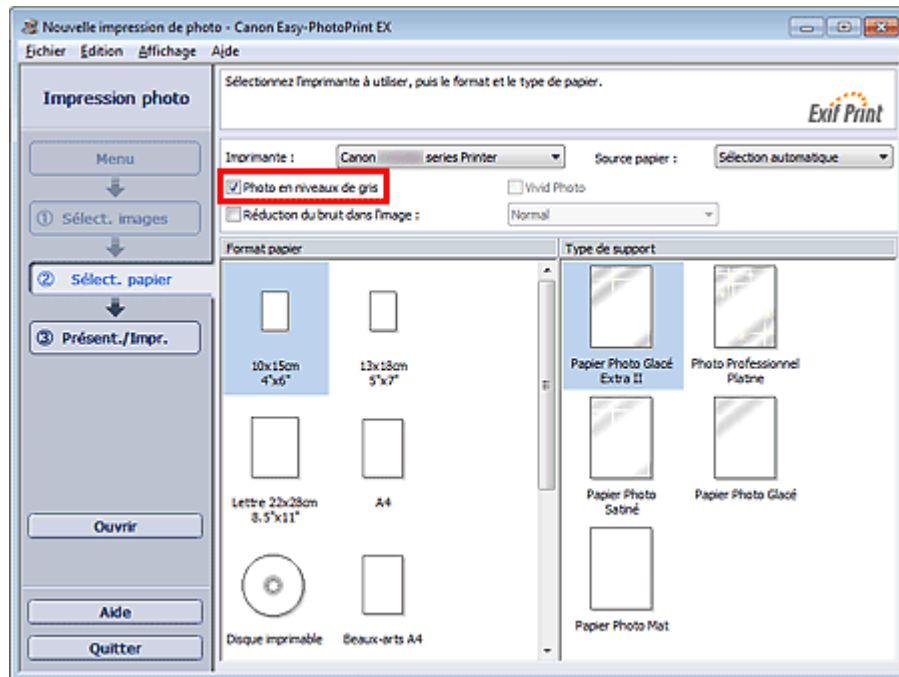 Nouvelle impression de photo - Canon Easy-PhotoPrint EX
Fichier Édition Affichage Aide
Impression photo
Menu
① Sélect. images
② Sélect. papier
③ Présent./Impr.
Ouvrir
Aide
Quitter
Sélectionnez l'imprimante à utiliser, puis le format et le type de papier.
Exif Print
Imprimante : Canon series Printer Source papier : Sélection automatique
Photo en niveaux de gris Vivid Photo
Réduction du bruit dans l'image : Normal
Format papier
10x15cm
4"x6"
13x18cm
5"x7"
Lettre 22x28cm
8.5"x11"
A4
Disque imprimable
Beaux-arts A4
Type de support
Papier Photo Glacé
Extra II
Photo Professionnel
Platine
Papier Photo
Satiné
Papier Photo Glacé
Papier Photo Mat